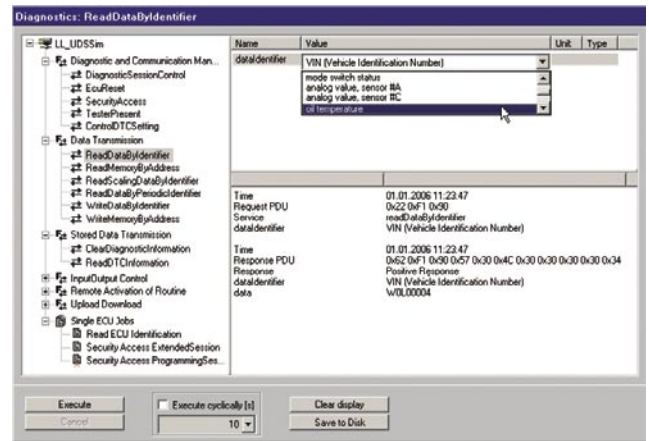 Diagnostics: ReadDataByIdentifier
LL_UDSSim
Diagnostic and Communication Man...
DiagnosticSessionControl
EcuReset
SecurityAccess
TesterPresent
ControlDTCSetting
Data Transmission
ReadDataByIdentifier
ReadMemoryByAddress
ReadScalingDataByIdentifier
ReadDataByPeriodicIdentifier
WriteDataByIdentifier
WriteMemoryByAddress
Stored Data Transmission
ClearDiagnosticInformation
ReadDTCInformation
InputOutput Control
Remote Activation of Routine
Upload Download
Single ECU Jobs
Read ECU Identification
Security Access ExtendedSession
Security Access ProgrammingSes...
Name Value Unit Type
dataIdentifier VIN (Vehicle Identification Number)
mode switch status
analog value, sensor #A
analog value, sensor #C
oil temperature
Time 01.01.2006 11:23:47
Request PDU 0x22 0xF1 0x90
Service readDataByIdentifier
dataIdentifier VIN (Vehicle Identification Number)
Time 01.01.2006 11:23:47
Response PDU 0x62 0xF1 0x90 0x57 0x30 0x4C 0x30 0x30 0x30 0x30 0x34
Response Positive Response
dataIdentifier VIN (Vehicle Identification Number)
data W0L00004
Execute Execute cyclically [s] Clear display
Cancel 10 Save to Disk